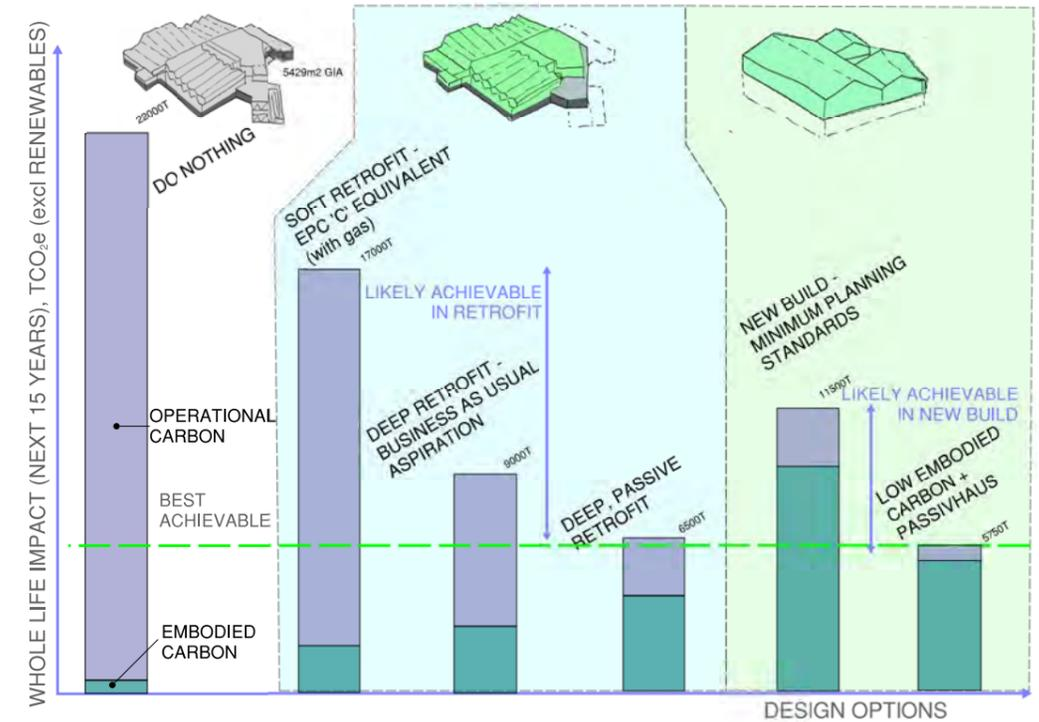 WHOLE LIFE IMPACT (NEXT 15 YEARS), TCO₂e (excl RENEWABLES)
5429m2 GIA
22000T
DO NOTHING
OPERATIONAL
CARBON
BEST
ACHIEVABLE
EMBODIED
CARBON
SOFT RETROFIT -
EPC 'C' EQUIVALENT
(with gas)
17000T
LIKELY ACHIEVABLE
IN RETROFIT
DEEP RETROFIT -
BUSINESS AS USUAL
ASPIRATION
9000T
DEEP, PASSIVE
RETROFIT
6500T
NEW BUILD -
MINIMUM PLANNING
STANDARDS
11500T
LIKELY ACHIEVABLE
IN NEW BUILD
LOW EMBODIED
CARBON +
PASSIVHAUS
5750T
DESIGN OPTIONS